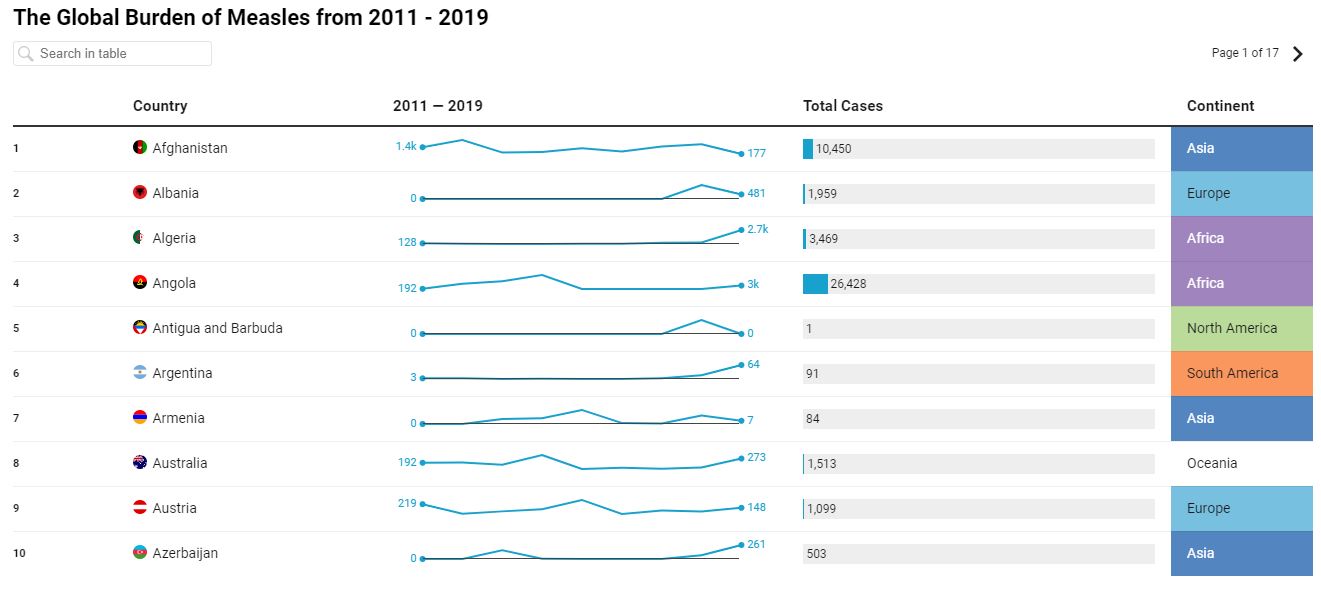 The Global Burden of Measles from 2011 - 2019
Search in table
Page 1 of 17
Country 2011 — 2019 Total Cases Continent
1 Afghanistan 1.4k 177 10,450 Asia
2 Albania 0 481 1,959 Europe
3 Algeria 128 2.7k 3,469 Africa
4 Angola 192 3k 26,428 Africa
5 Antigua and Barbuda 0 0 1 North America
6 Argentina 3 64 91 South America
7 Armenia 0 7 84 Asia
8 Australia 192 273 1,513 Oceania
9 Austria 219 148 1,099 Europe
10 Azerbaijan 0 261 503 Asia